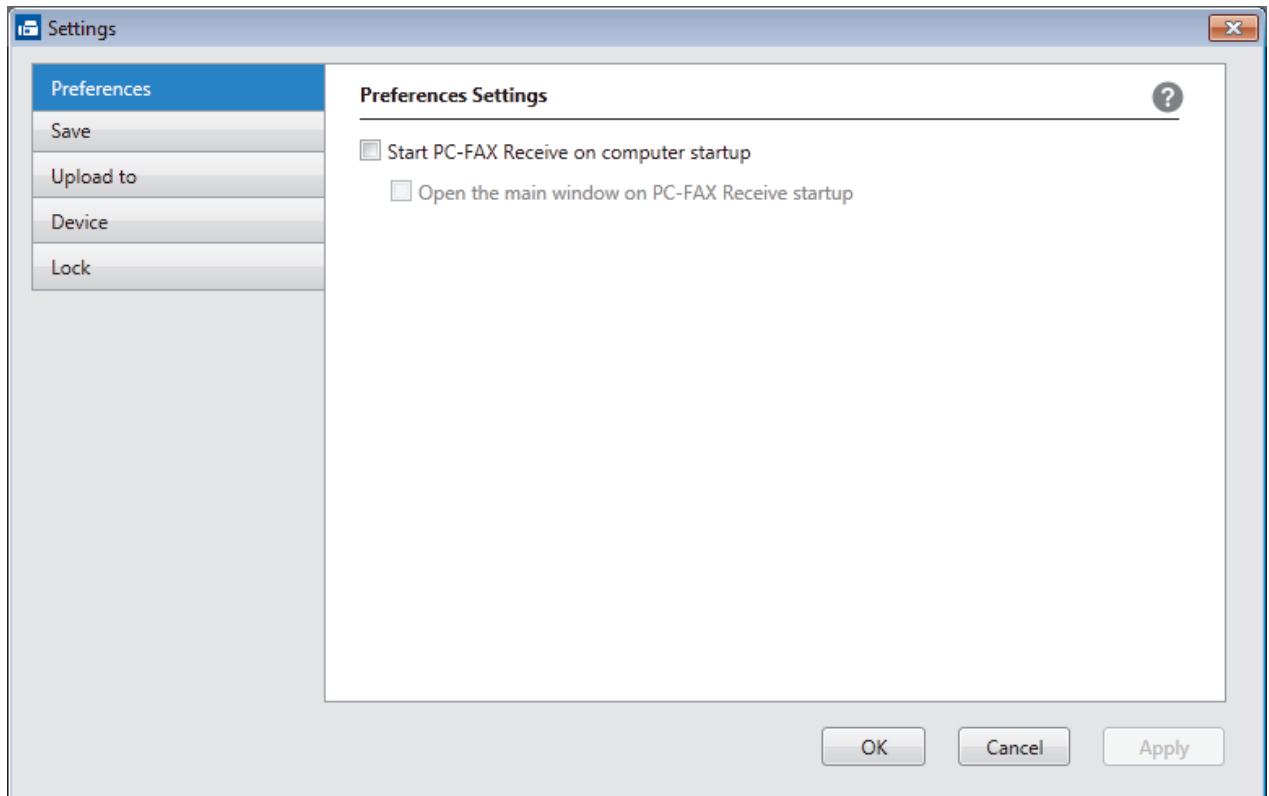 Settings
Preferences
Save
Upload to
Device
Lock
Preferences Settings
?
Start PC-FAX Receive on computer startup
Open the main window on PC-FAX Receive startup
OK
Cancel
Apply